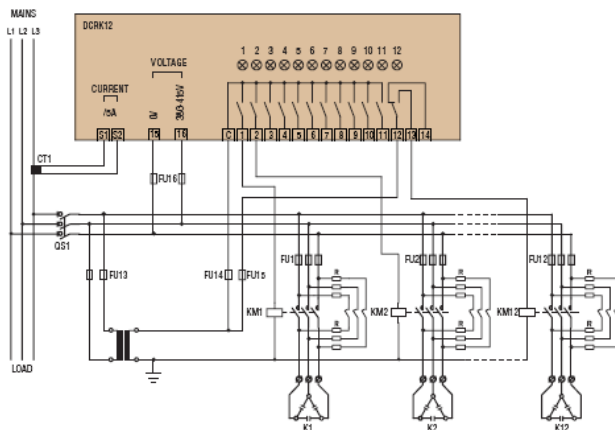 MAINS
L1 L2 L3
DCRK12
1 2 3 4 5 6 7 8 9 10 11 12
VOLTAGE
CURRENT
/5A
0V
380-415V
S1 S2 15 16 C 1 2 3 4 5 6 7 8 9 10 11 12 13 14
CT1
FU16
QS1
FU13 FU14 FU15 FU1 FU2 FU12
R R R
KM1 KM2 KM12
R R R
LOAD
K1 K2 K12